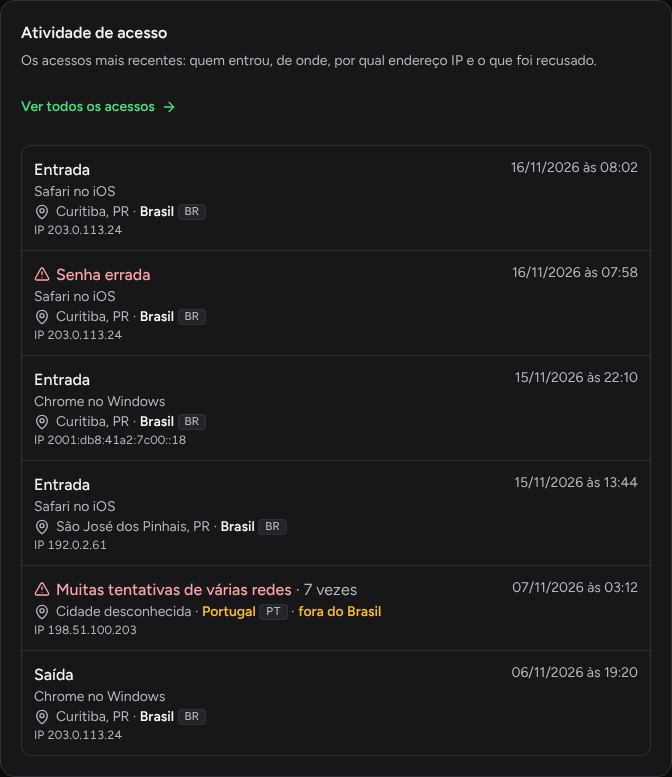 Atividade de acesso
Os acessos mais recentes: quem entrou, de onde, por qual endereço IP e o que foi recusado.
Ver todos os acessos →
Entrada
16/11/2026 às 08:02
Safari no iOS
Curitiba, PR · Brasil BR
IP 203.0.113.24
Senha errada
16/11/2026 às 07:58
Safari no iOS
Curitiba, PR · Brasil BR
IP 203.0.113.24
Entrada
15/11/2026 às 22:10
Chrome no Windows
Curitiba, PR · Brasil BR
IP 2001:db8:41a2:7c00::18
Entrada
15/11/2026 às 13:44
Safari no iOS
São José dos Pinhais, PR · Brasil BR
IP 192.0.2.61
Muitas tentativas de várias redes · 7 vezes
07/11/2026 às 03:12
Cidade desconhecida · Portugal PT · fora do Brasil
IP 198.51.100.203
Saída
06/11/2026 às 19:20
Chrome no Windows
Curitiba, PR · Brasil BR
IP 203.0.113.24